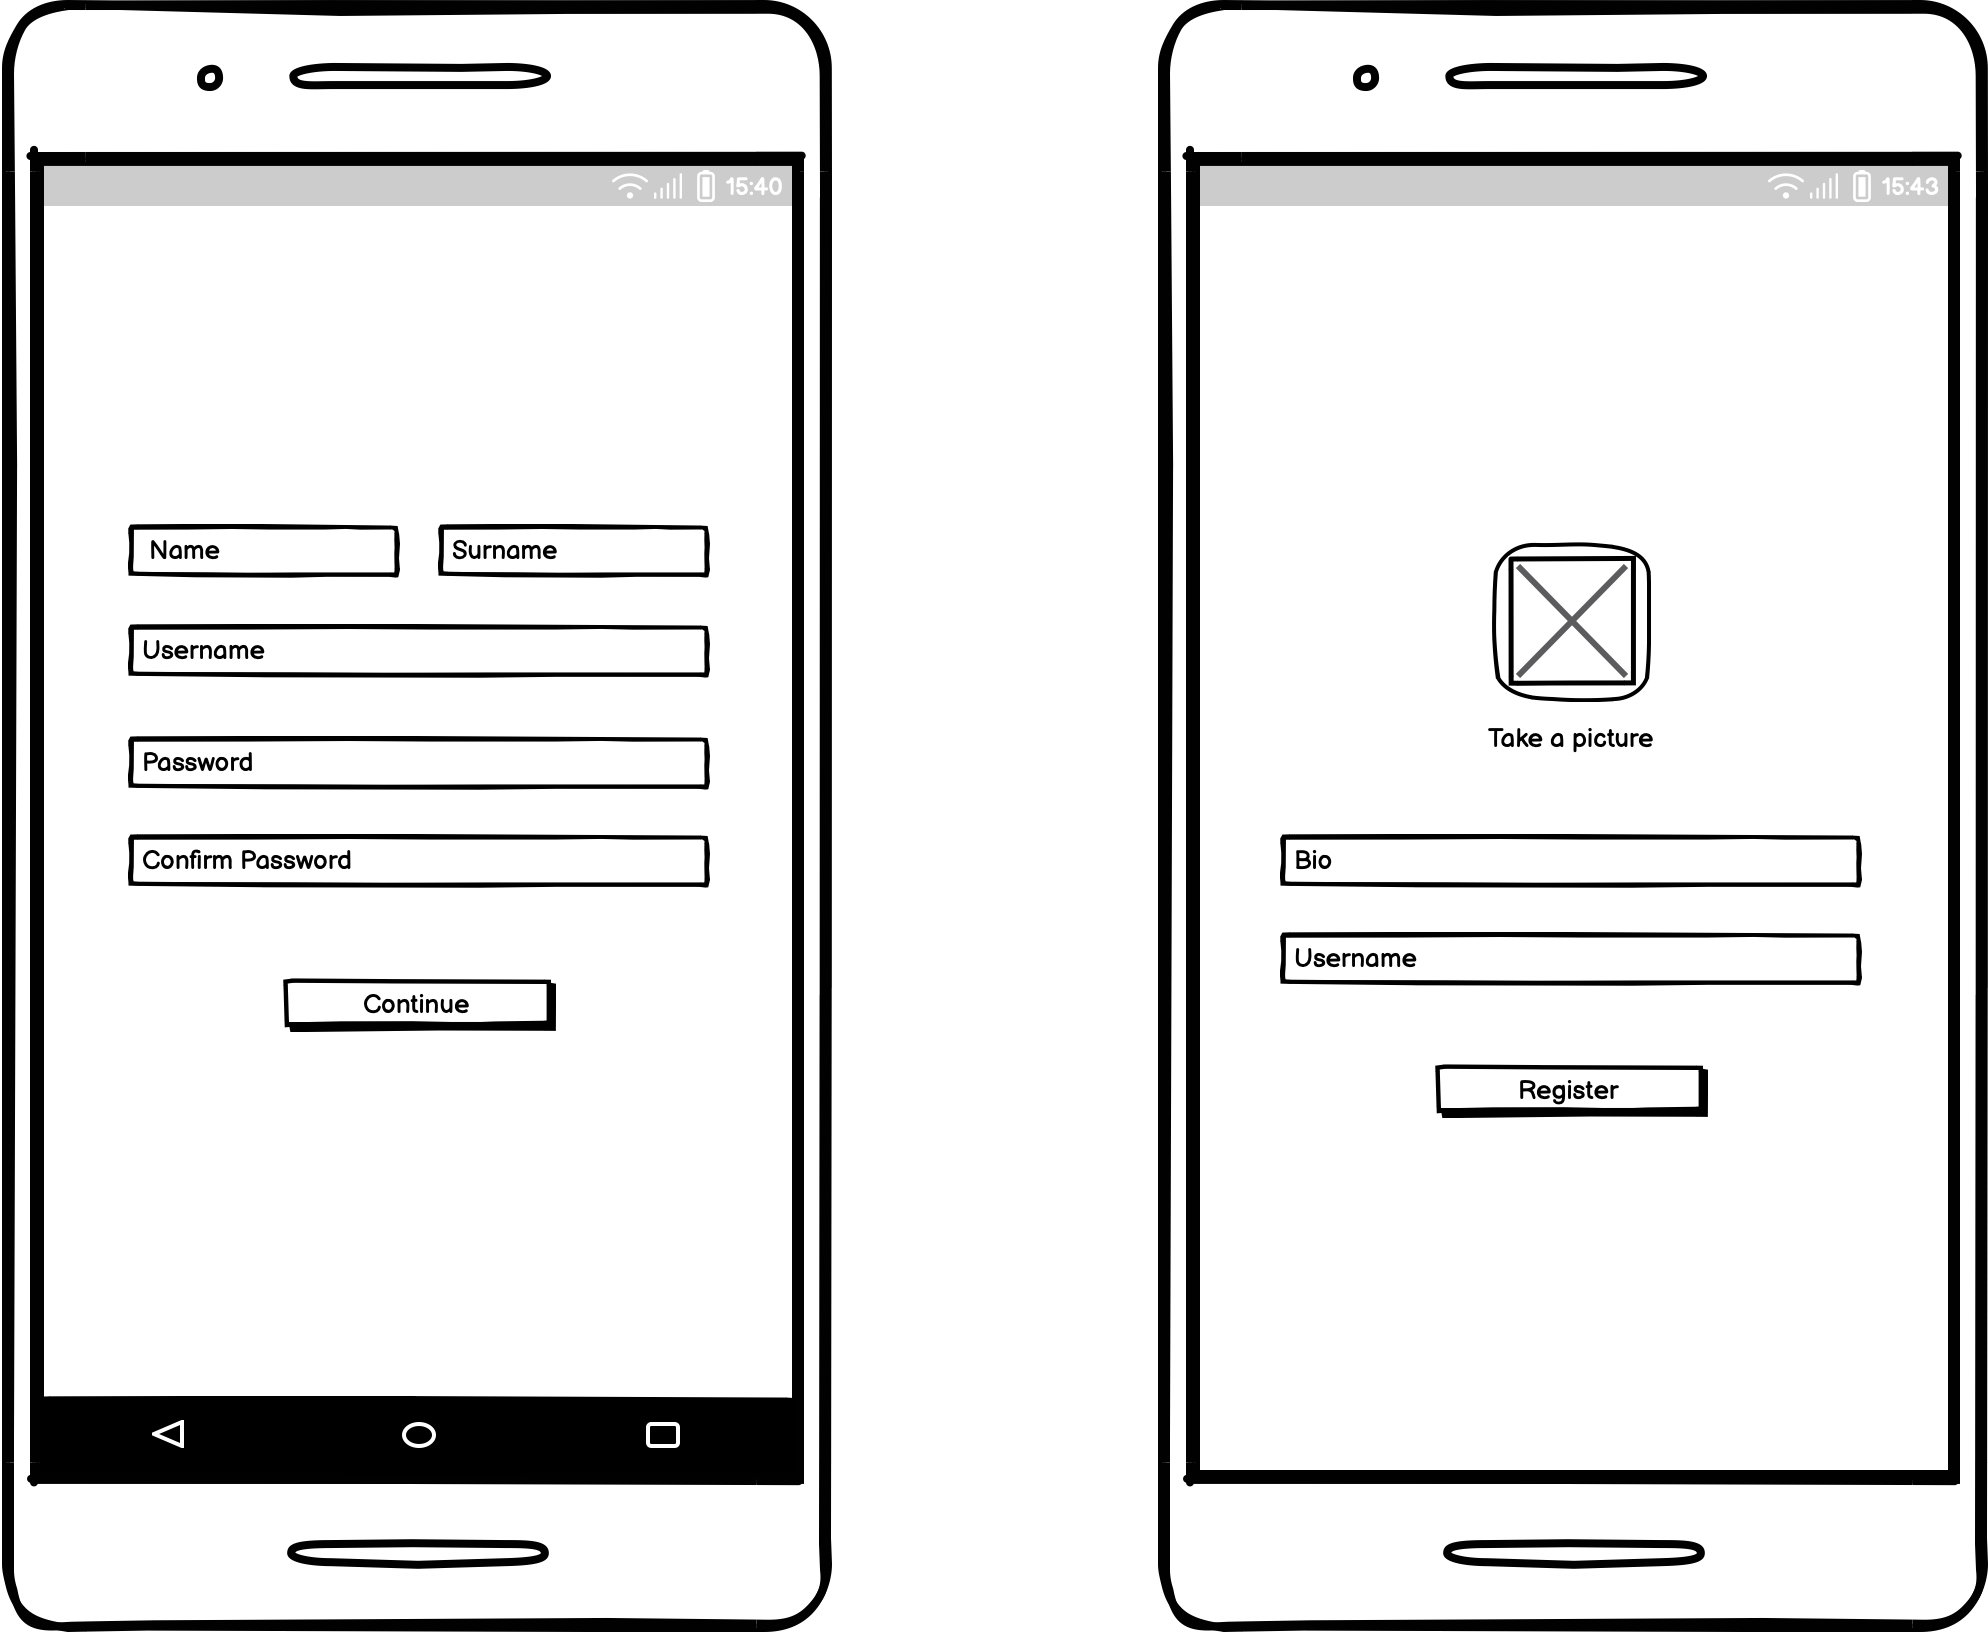 15:40
Name
Surname
Username
Password
Confirm Password
Continue
15:43
Take a picture
Bio
Username
Register